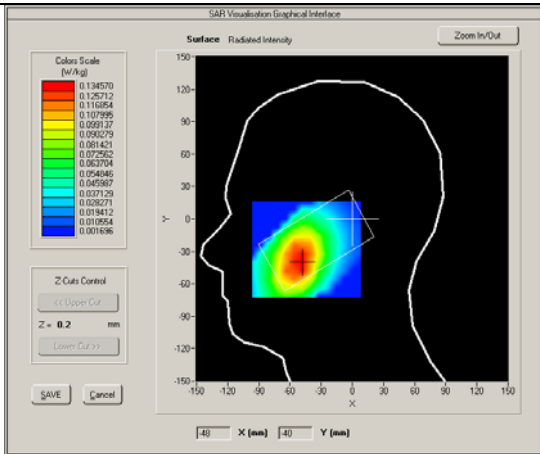 SAR Visualisation Graphical Interface
Surface Radiated Intensity
Zoom In/Out
Colors Scale
(W/kg)
0.134570
0.125712
0.116854
0.107995
0.099137
0.090279
0.081421
0.072562
0.063704
0.054846
0.045987
0.037129
0.028271
0.019412
0.010554
0.001696
Z-Cuts Control
<< Upper Cut
Z = 0.2 mm
Lower Cut >>
SAVE Cancel
150
120
90
60
30
0
-30
-60
-90
-120
-150
Y
-150 -120 -90 -60 -30 0 30 60 90 120 150
X
-48 X (mm) -40 Y (mm)